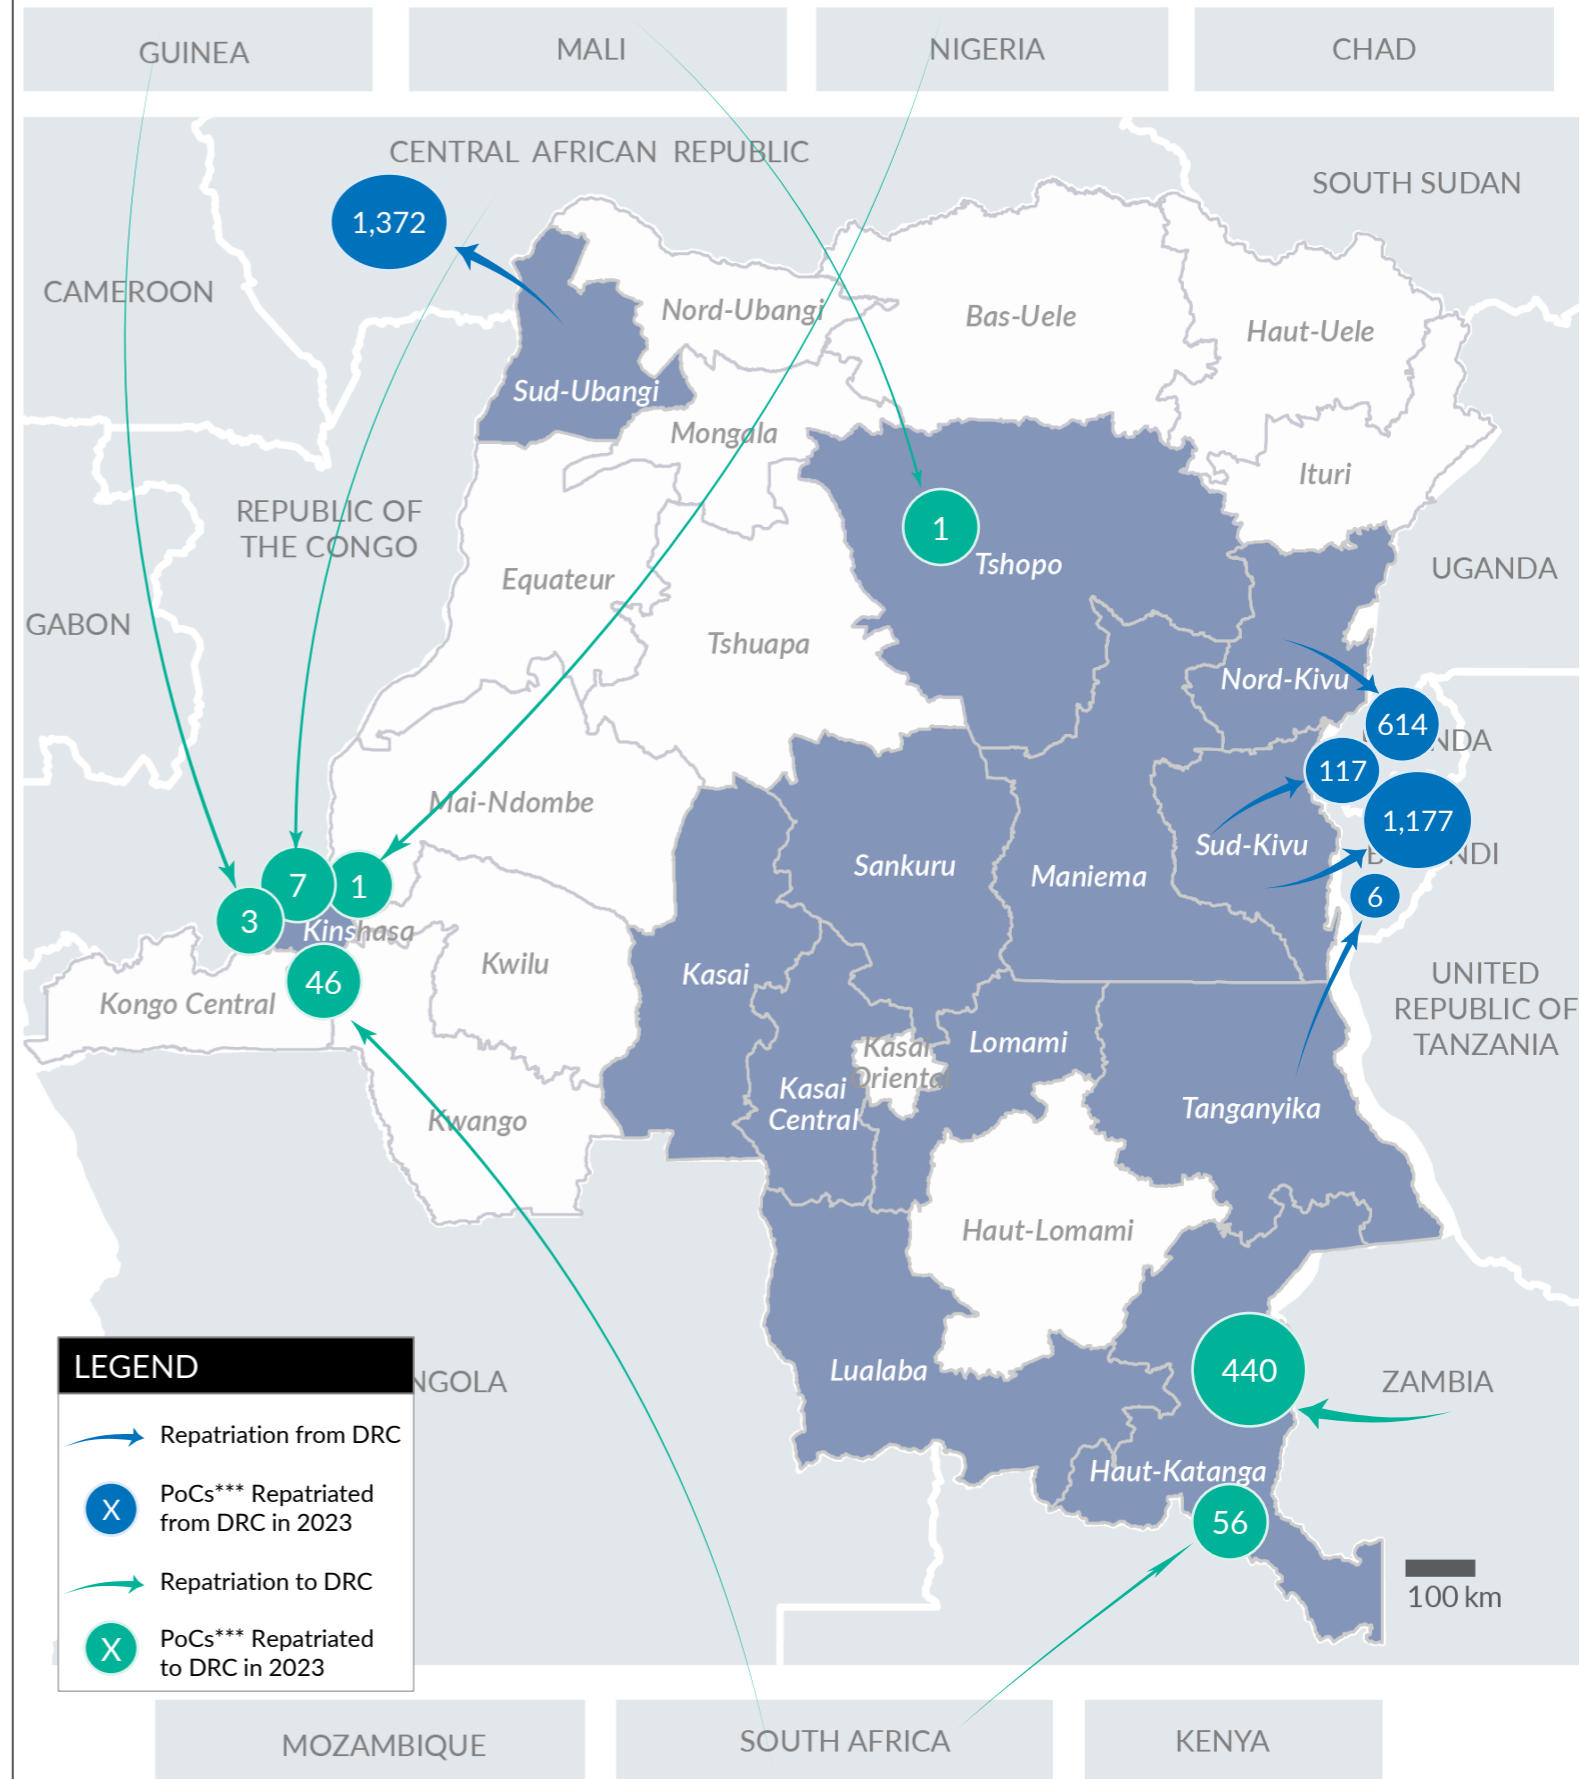 GUINEA
MALI
NIGERIA
CHAD
CENTRAL AFRICAN REPUBLIC
SOUTH SUDAN
1,372
CAMEROON
Nord-Ubangi
Bas-Uele
Haut-Uele
Sud-Ubangi
Mongala
Ituri
REPUBLIC OF
THE CONGO
1
Tshopo
UGANDA
Equateur
GABON
Tshuapa
Nord-Kivu
614
NDA
117
1,177
Mai-Ndombe
Sud-Kivu
B
NDI
Sankuru
Maniema
7
1
6
3
Kinshasa
Kasai
Kwilu
46
Kongo Central
UNITED
REPUBLIC OF
TANZANIA
Lomami
Kasai
Oriental
Kasai
Central
Tanganyika
Kwango
Haut-Lomami
LEGEND
NGOLA
Lualaba
440
ZAMBIA
Repatriation from DRC
Haut-Katanga
X
PoCs*** Repatriated
from DRC in 2023
56
Repatriation to DRC
100 km
X
PoCs*** Repatriated
to DRC in 2023
MOZAMBIQUE
SOUTH AFRICA
KENYA